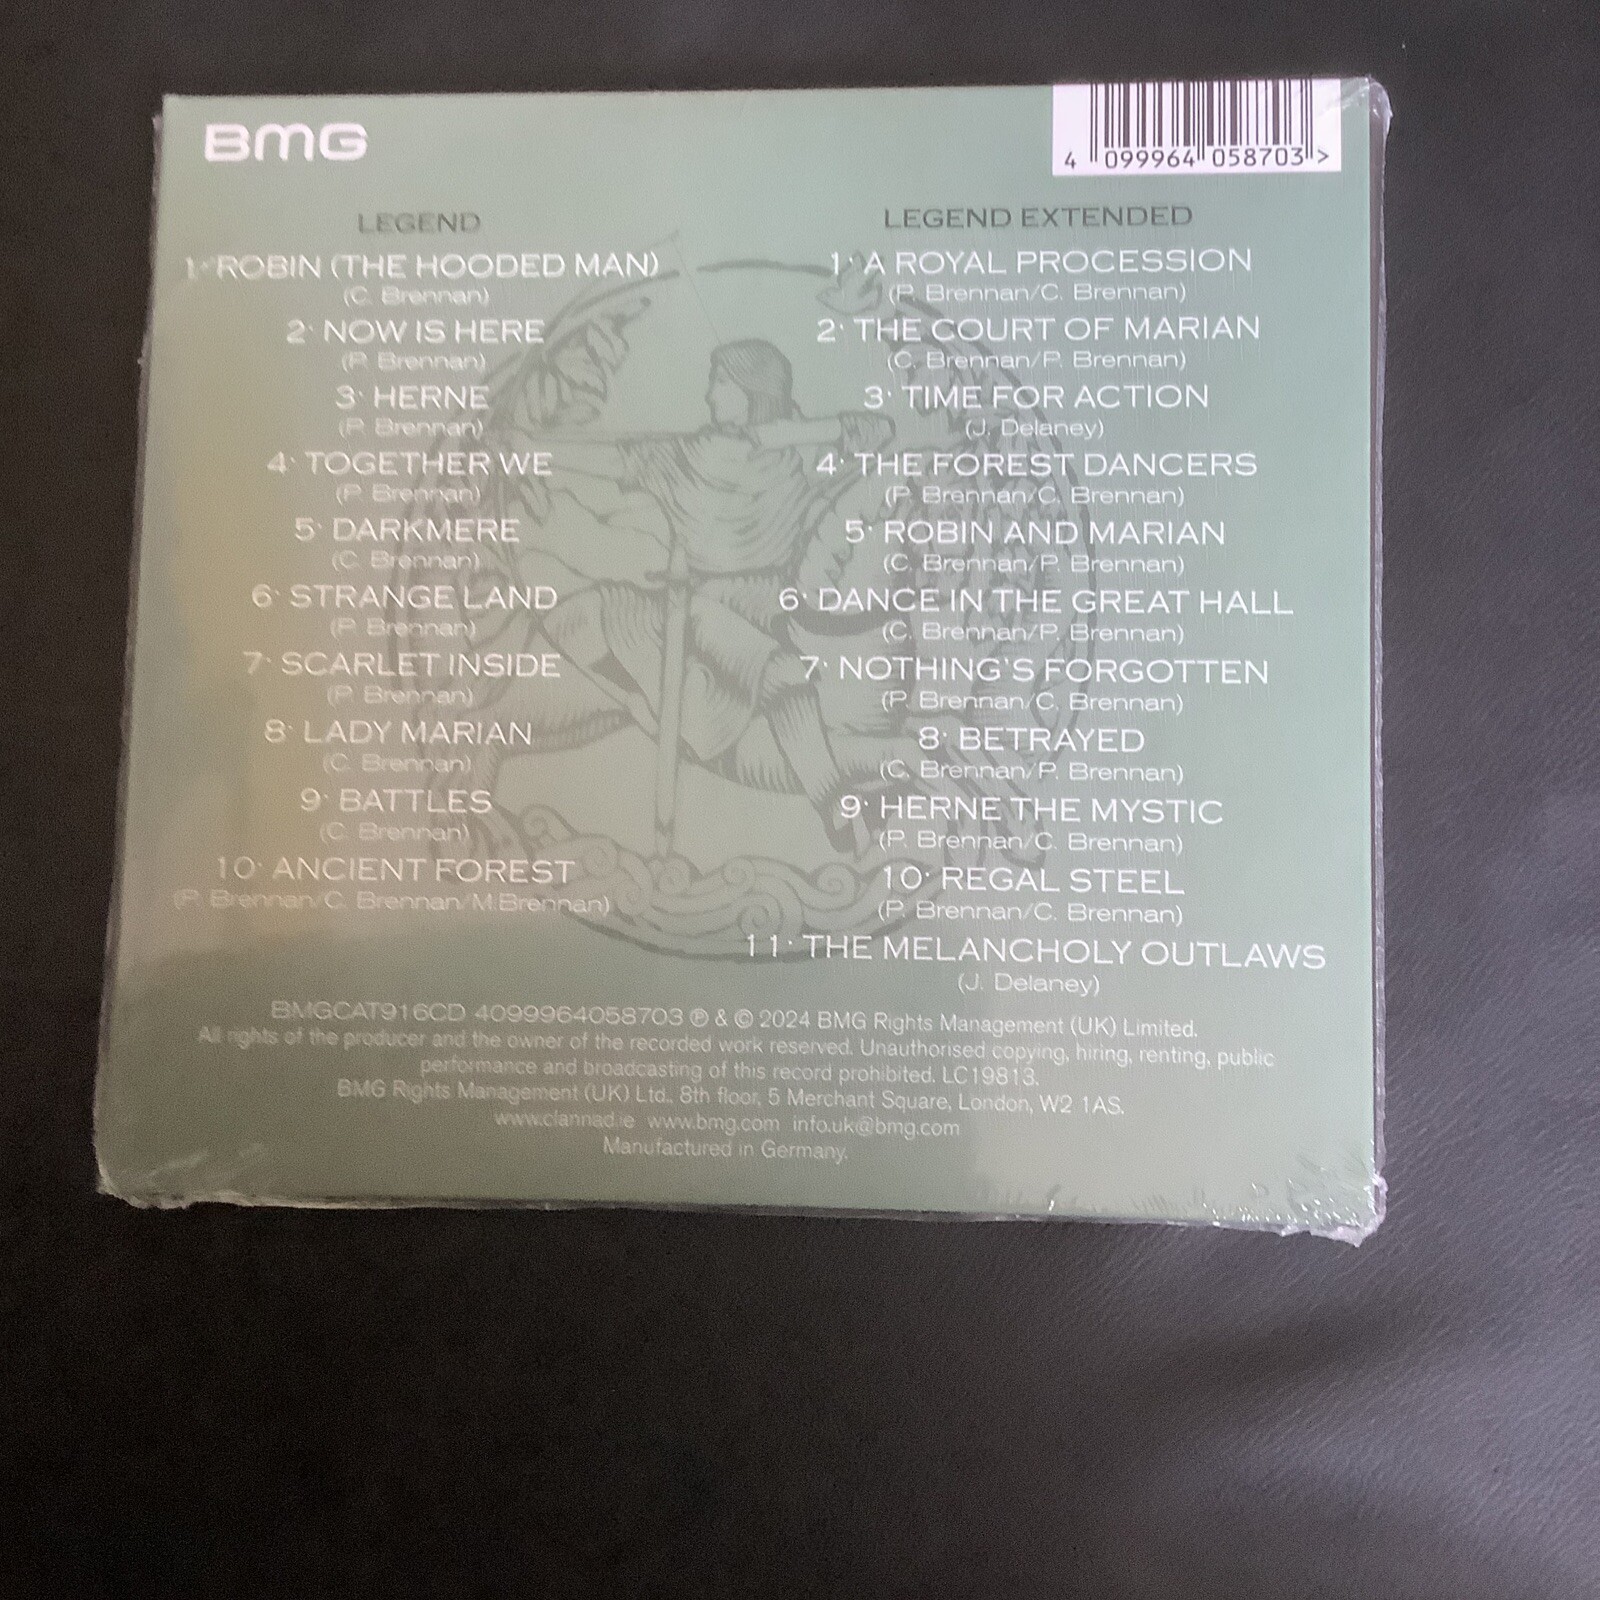 BMG
4 099964 058703 >
LEGEND
1· ROBIN (THE HOODED MAN)
(C. Brennan)
2· NOW IS HERE
(P. Brennan)
3· HERNE
(P. Brennan)
4· TOGETHER WE
(P. Brennan)
5· DARKMERE
(C. Brennan)
6· STRANGE LAND
(P. Brennan)
7· SCARLET INSIDE
(P. Brennan)
8· LADY MARIAN
(C. Brennan)
9· BATTLES
(C. Brennan)
10· ANCIENT FOREST
(P. Brennan/C. Brennan/M.Brennan)
LEGEND EXTENDED
1· A ROYAL PROCESSION
(P. Brennan/C. Brennan)
2· THE COURT OF MARIAN
(C. Brennan/P. Brennan)
3· TIME FOR ACTION
(J. Delaney)
4· THE FOREST DANCERS
(P. Brennan/C. Brennan)
5· ROBIN AND MARIAN
(C. Brennan/P. Brennan)
6· DANCE IN THE GREAT HALL
(C. Brennan/P. Brennan)
7· NOTHING'S FORGOTTEN
(P. Brennan/C. Brennan)
8· BETRAYED
(C. Brennan/P. Brennan)
9· HERNE THE MYSTIC
(P. Brennan/C. Brennan)
10· REGAL STEEL
(P. Brennan/C. Brennan)
11· THE MELANCHOLY OUTLAWS
(J. Delaney)
BMGCAT916CD 4099964058703 ℗ & © 2024 BMG Rights Management (UK) Limited.
All rights of the producer and the owner of the recorded work reserved. Unauthorised copying, hiring, renting, public
performance and broadcasting of this record prohibited. LC19813.
BMG Rights Management (UK) Ltd., 8th floor, 5 Merchant Square, London, W2 1AS.
www.clannad.ie www.bmg.com info.uk@bmg.com
Manufactured in Germany.